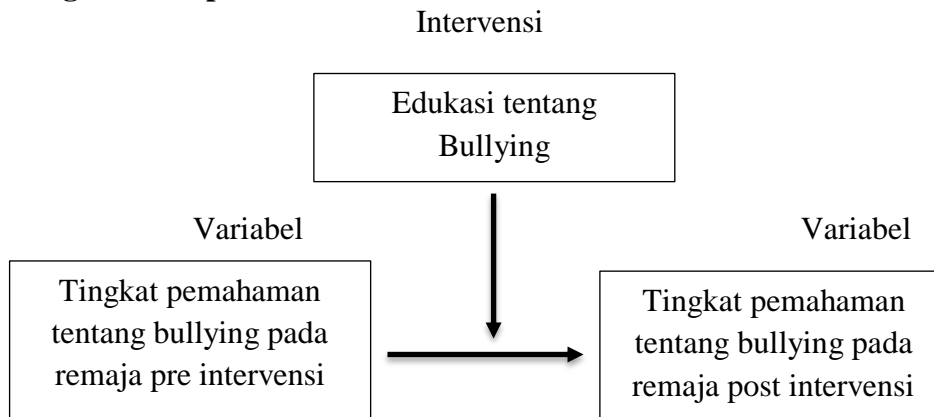 Intervensi
Edukasi tentang
Bullying
Variabel
Tingkat pemahaman
tentang bullying pada
remaja pre intervensi
Variabel
Tingkat pemahaman
tentang bullying pada
remaja post intervensi